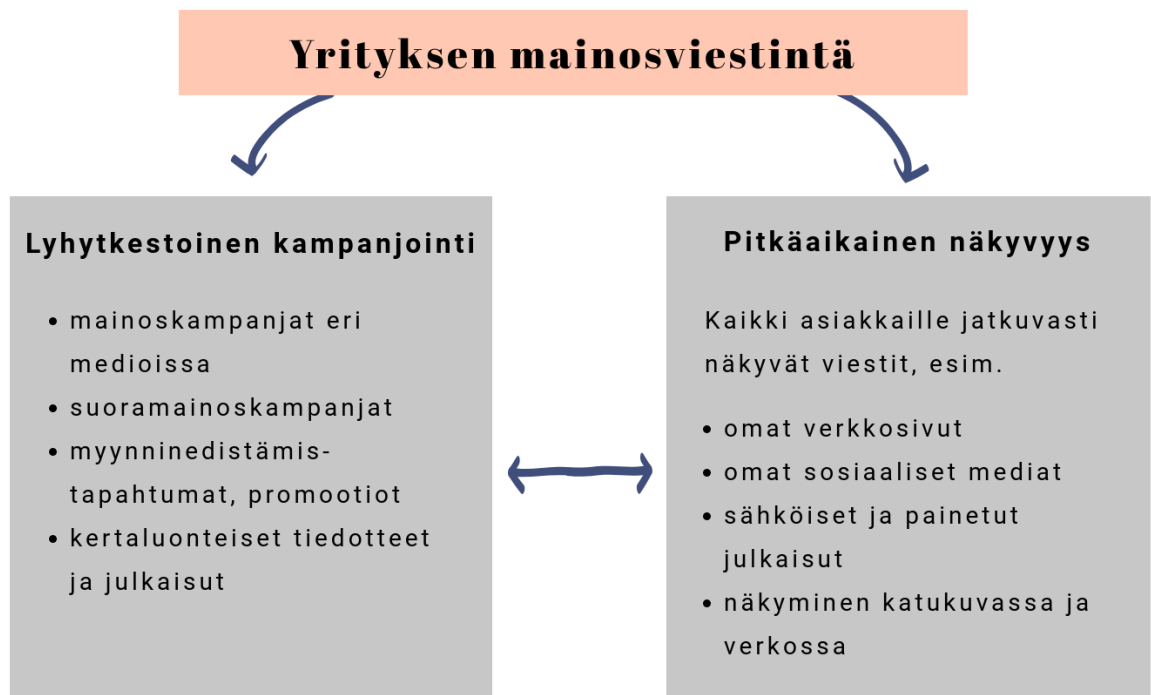 Yrityksen mainosviestintä
Lyhytkestoinen kampanjointi
• mainoskampanjat eri
medioissa
• suoramainoskampanjat
• myynninedistämis-
tapahtumat, promootiot
• kertaluonteiset tiedotteet
ja julkaisut
Pitkäaikainen näkyvyys
Kaikki asiakkaille jatkuvasti
näkyvät viestit, esim.
• omat verkkosivut
• omat sosiaaliset mediat
• sähköiset ja painetut
julkaisut
• näkyminen katukuvassa ja
verkossa